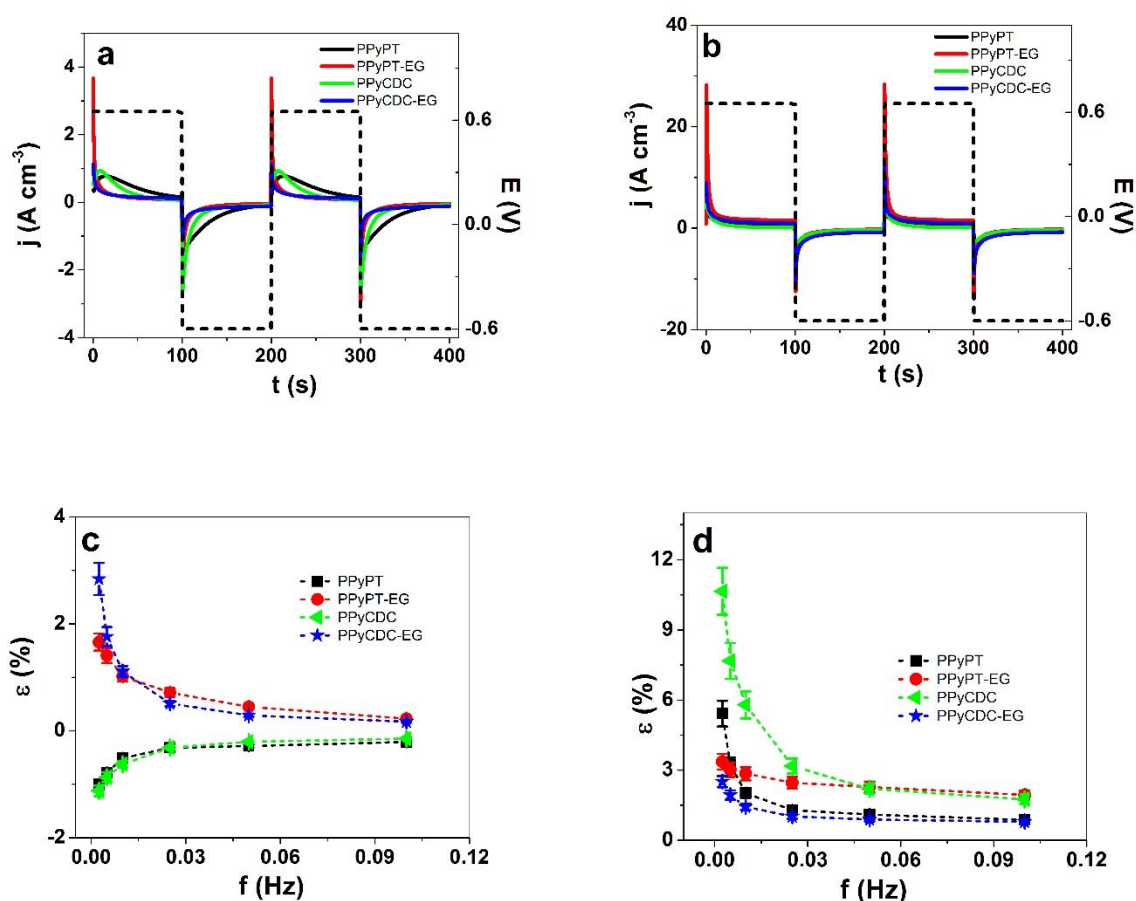 a
PPyPT
PPyPT-EG
PPyCDC
PPyCDC-EG
4
2
0
-2
-4
j (A cm⁻³)
0.6
0.0
-0.6
E (V)
0
100
200
300
400
t (s)
b
PPyPT
PPyPT-EG
PPyCDC
PPyCDC-EG
40
20
0
-20
j (A cm⁻³)
0.6
0.0
-0.6
E (V)
0
100
200
300
400
t (s)
c
PPyPT
PPyPT-EG
PPyCDC
PPyCDC-EG
4
2
0
-2
ε (%)
0.00
0.03
0.06
0.09
0.12
f (Hz)
d
PPyPT
PPyPT-EG
PPyCDC
PPyCDC-EG
12
9
6
3
0
ε (%)
0.00
0.03
0.06
0.09
0.12
f (Hz)